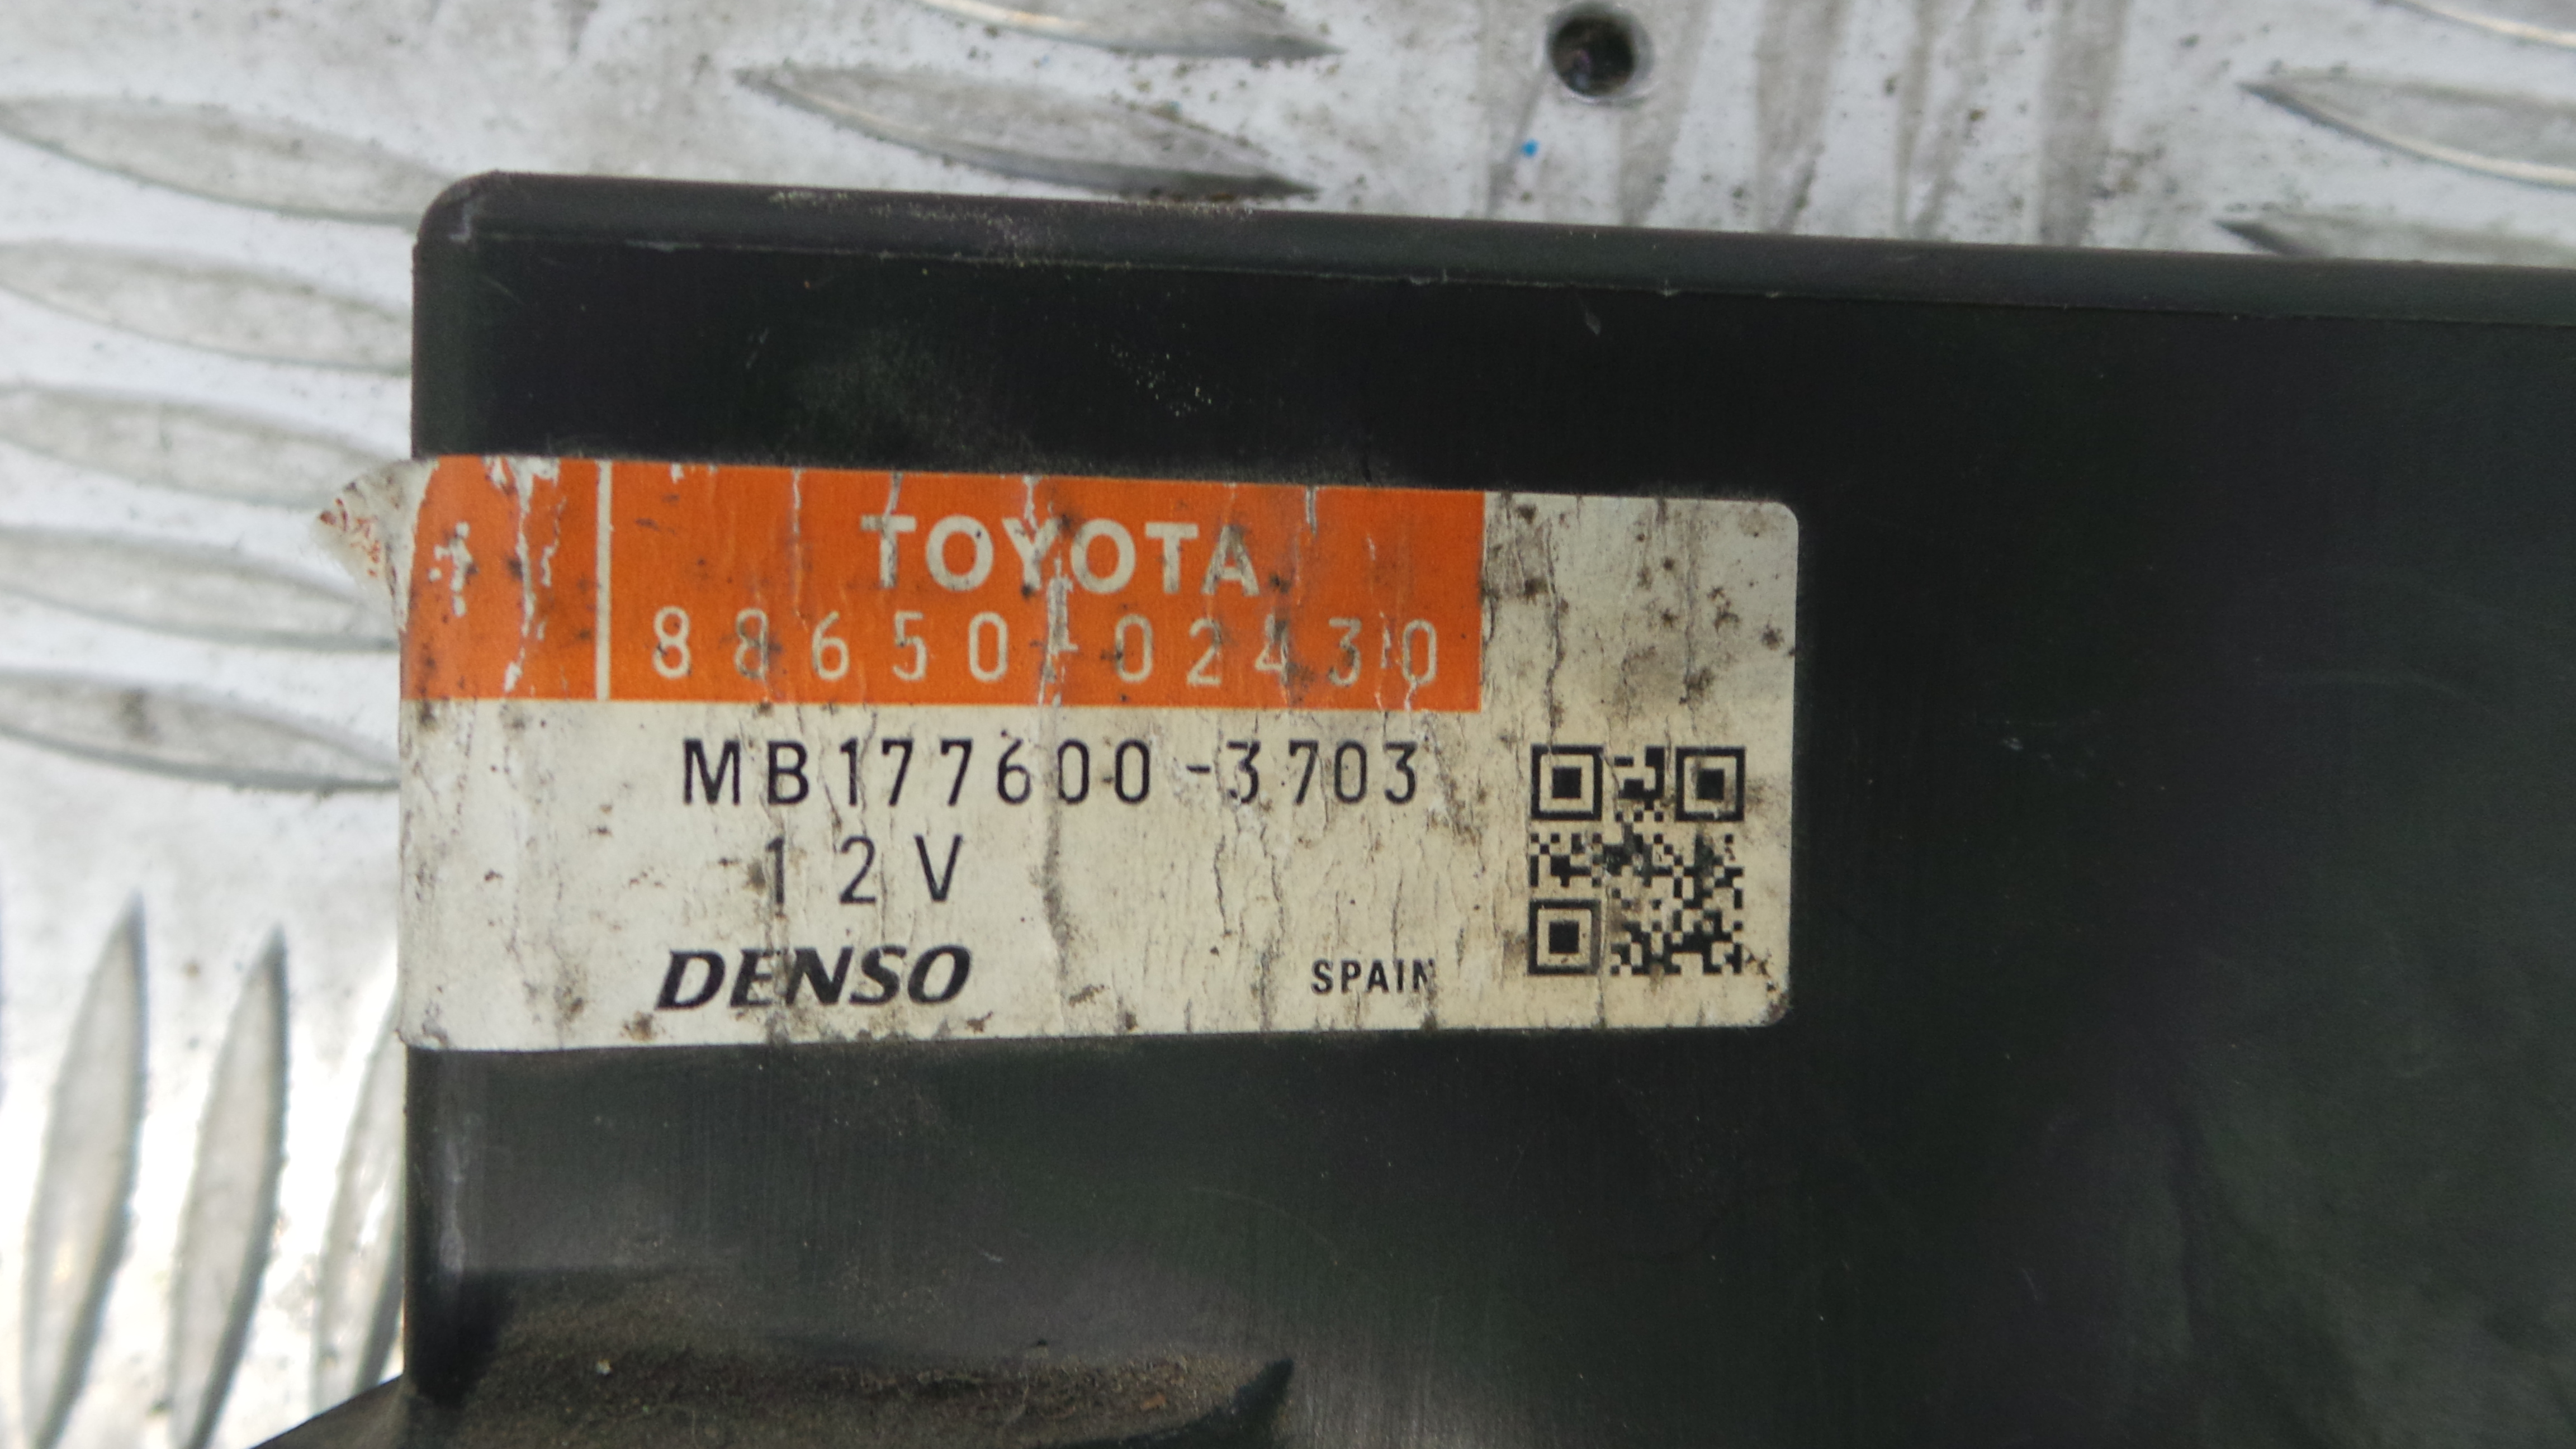 TOYOTA
88650-02430
MB177600-3703
12V
DENSO
SPAIN